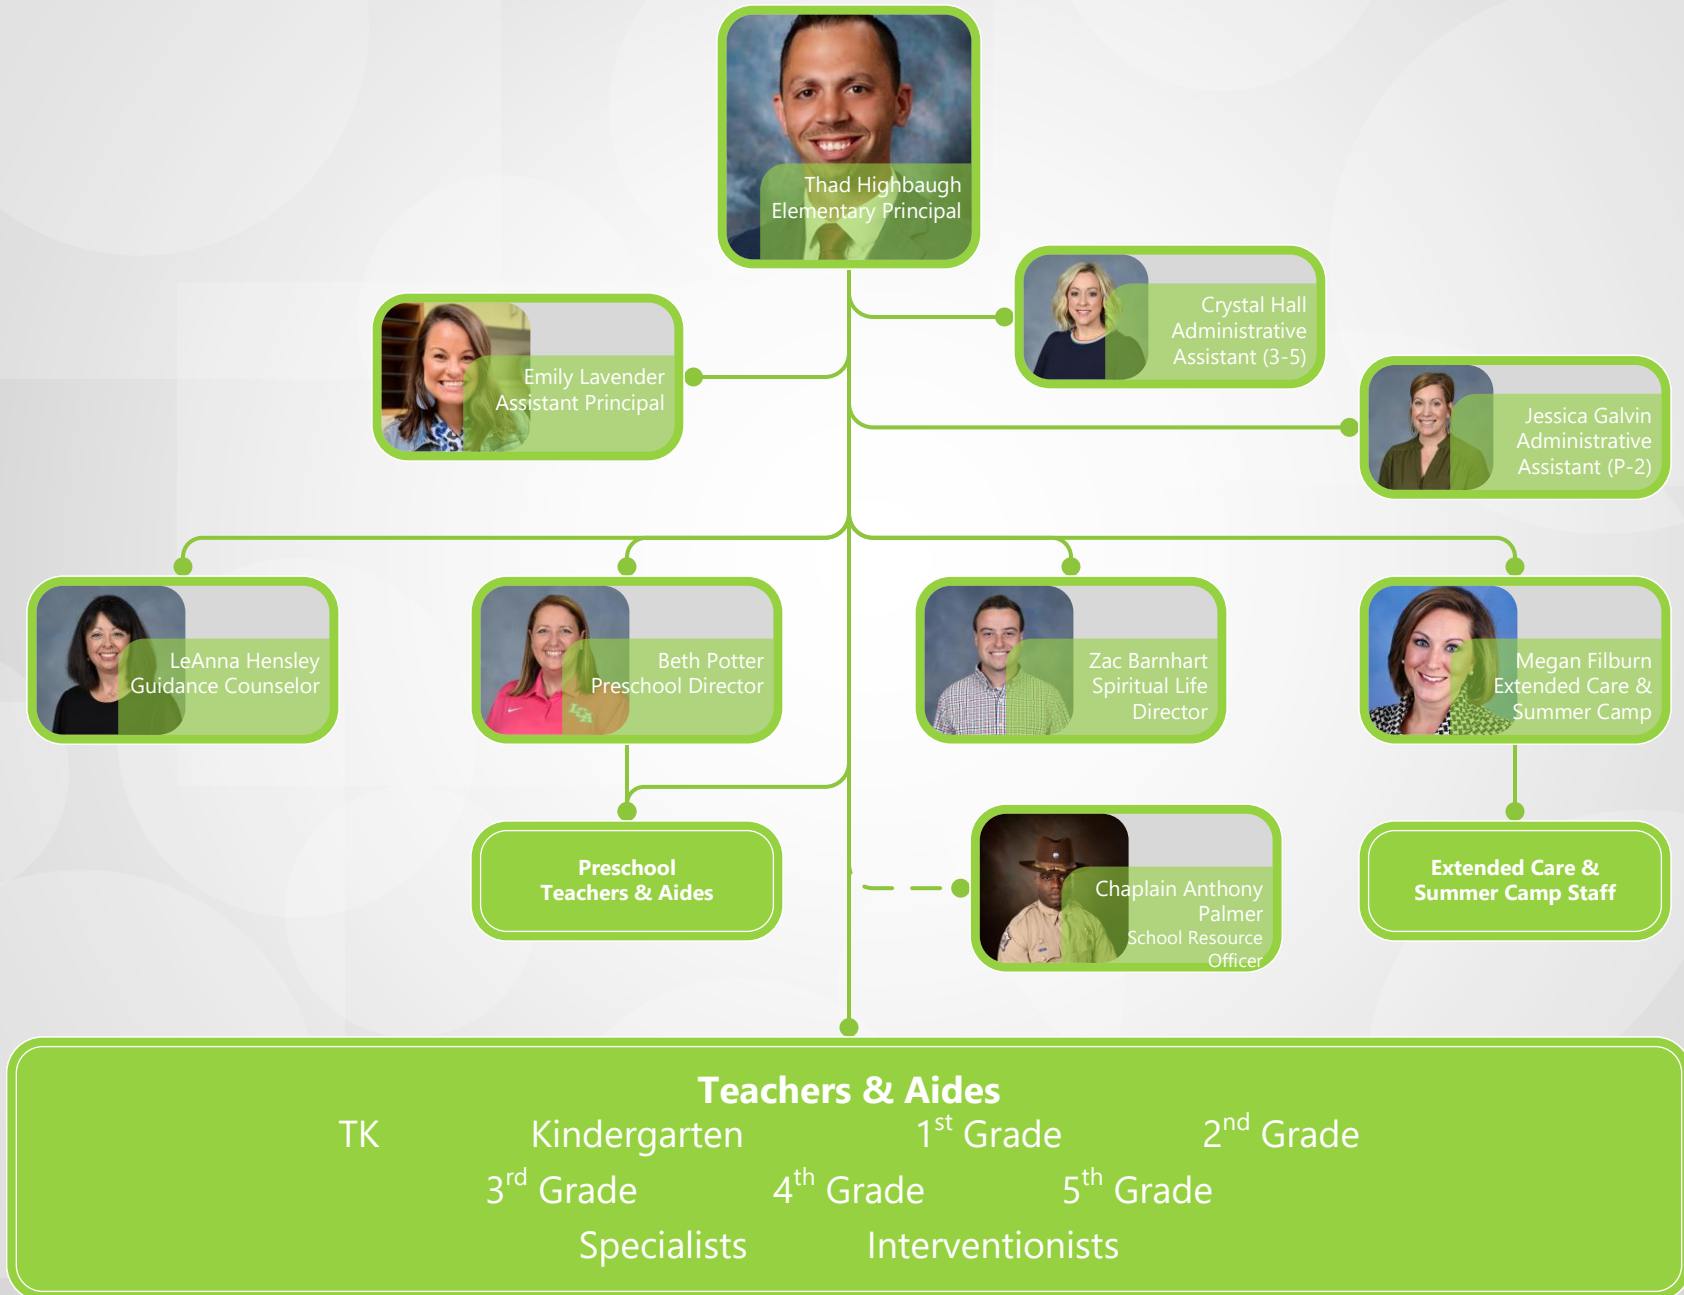 Thad Highbaugh
Elementary Principal
Crystal Hall
Administrative
Assistant (3-5)
Emily Lavender
Assistant Principal
Jessica Galvin
Administrative
Assistant (P-2)
LeAnna Hensley
Guidance Counselor
Beth Potter
Preschool Director
LCA
Zac Barnhart
Spiritual Life
Director
Megan Filburn
Extended Care &
Summer Camp
Preschool
Teachers & Aides
Chaplain Anthony
Palmer
School Resource
Officer
Extended Care &
Summer Camp Staff
Teachers & Aides
TK Kindergarten 1st Grade 2nd Grade
3rd Grade 4th Grade 5th Grade
Specialists Interventionists